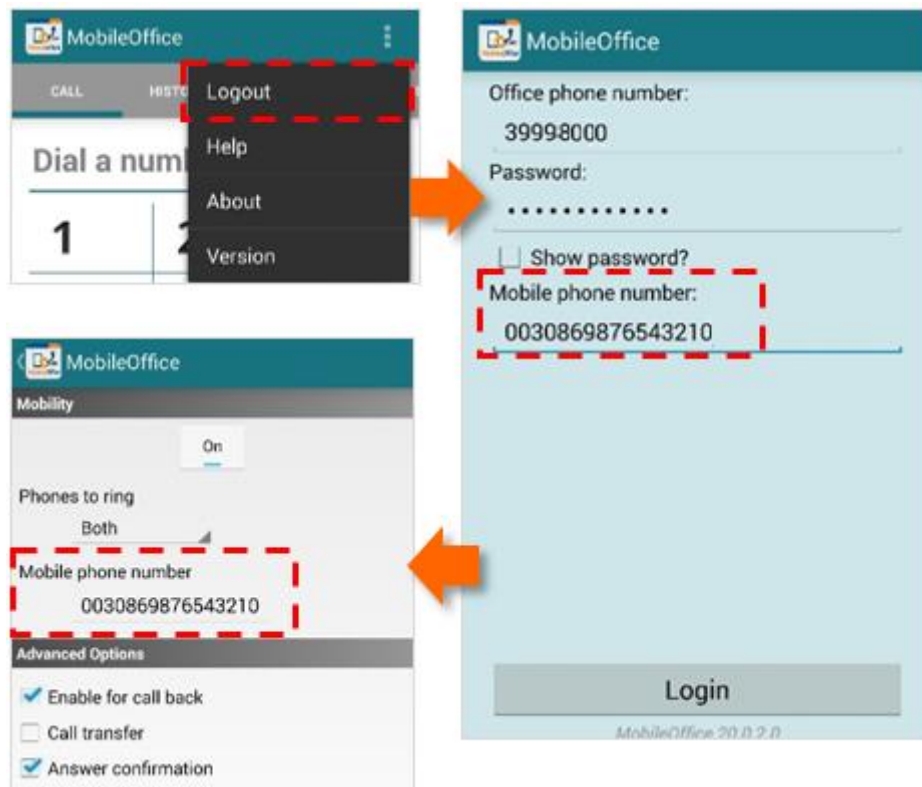 MobileOffice
CALL
HISTO
Logout
Help
About
Version
Dial a num
1
2
MobileOffice
Office phone number:
39998000
Password:
••••••••••••
Show password?
Mobile phone number:
0030869876543210
Login
MobileOffice 20.0.2.0
MobileOffice
Mobility
On
Phones to ring
Both
Mobile phone number
0030869876543210
Advanced Options
Enable for call back
Call transfer
Answer confirmation